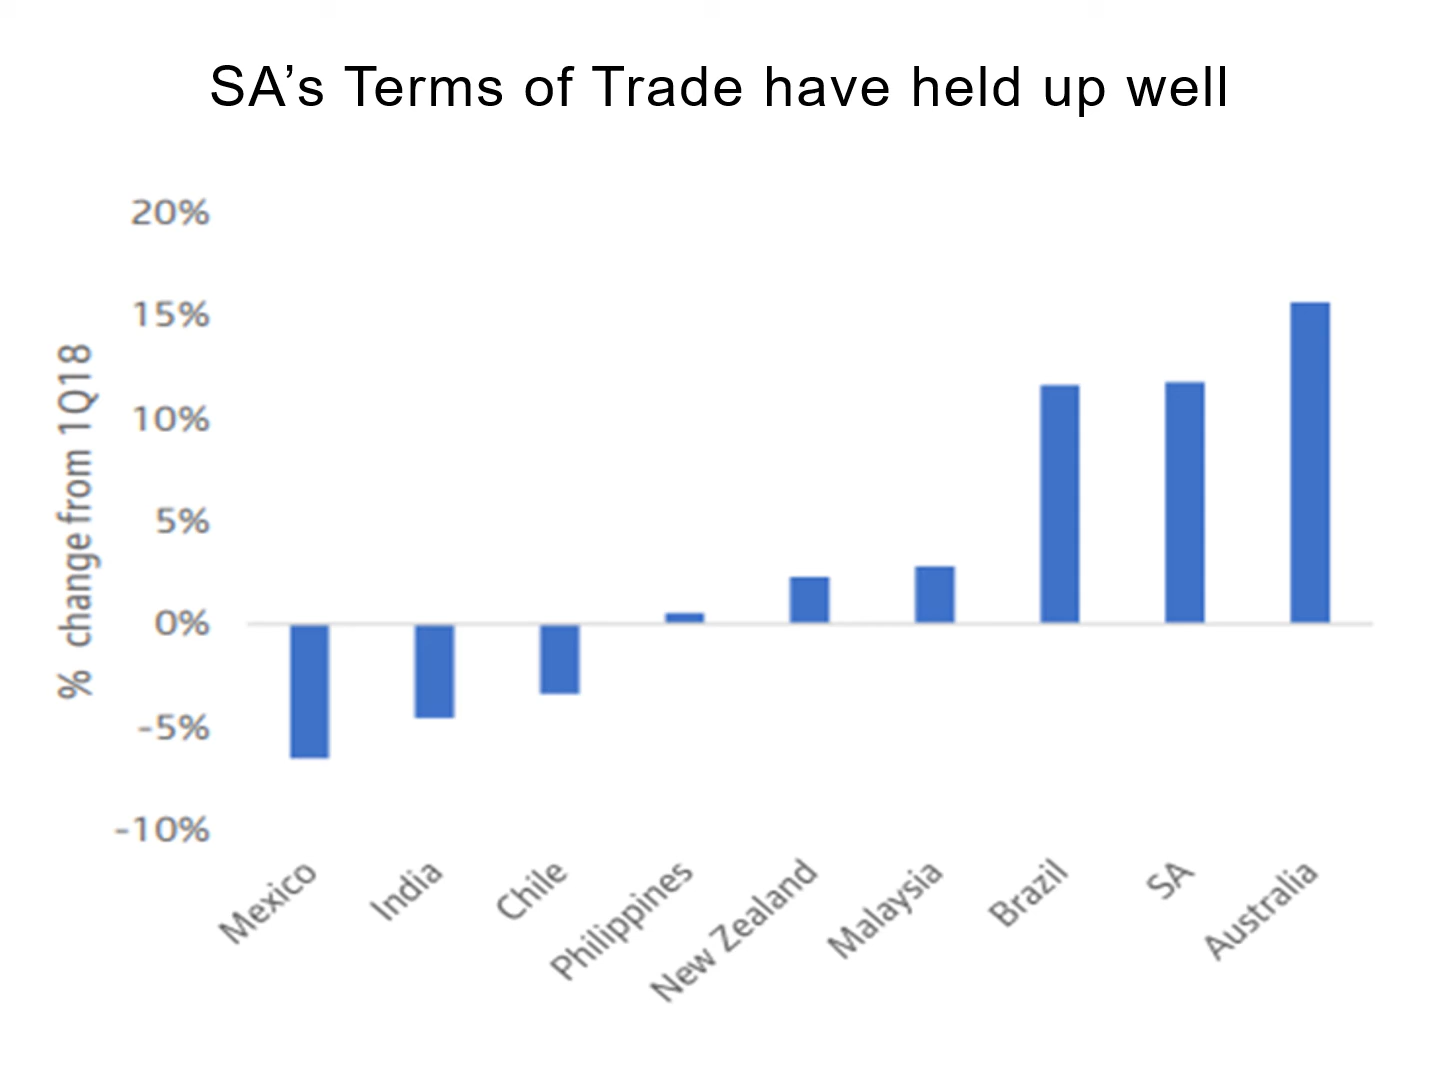 SA’s Terms of Trade have held up well
20%
15%
10%
5%
0%
-5%
-10%
% change from 1Q18
Mexico
India
Chile
Philippines
New Zealand
Malaysia
Brazil
SA
Australia